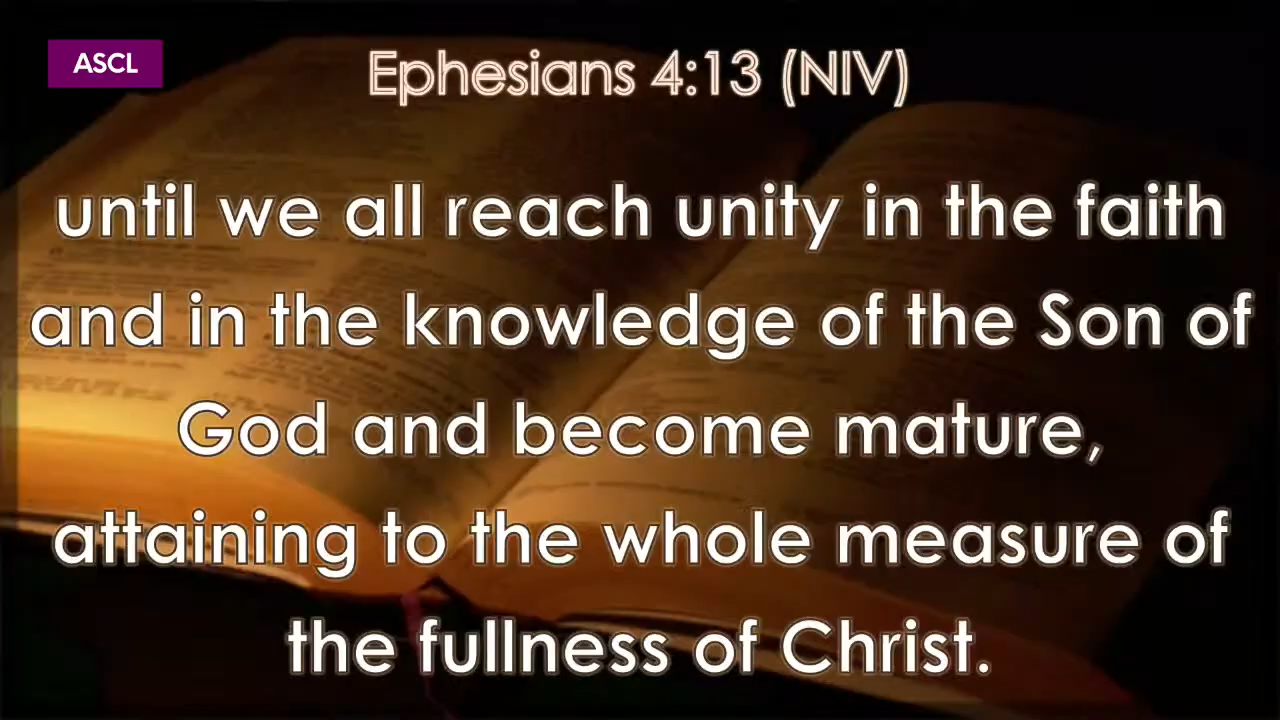 ASCL
Ephesians 4:13 (NIV)
until we all reach unity in the faith
and in the knowledge of the Son of
God and become mature,
attaining to the whole measure of
the fullness of Christ.